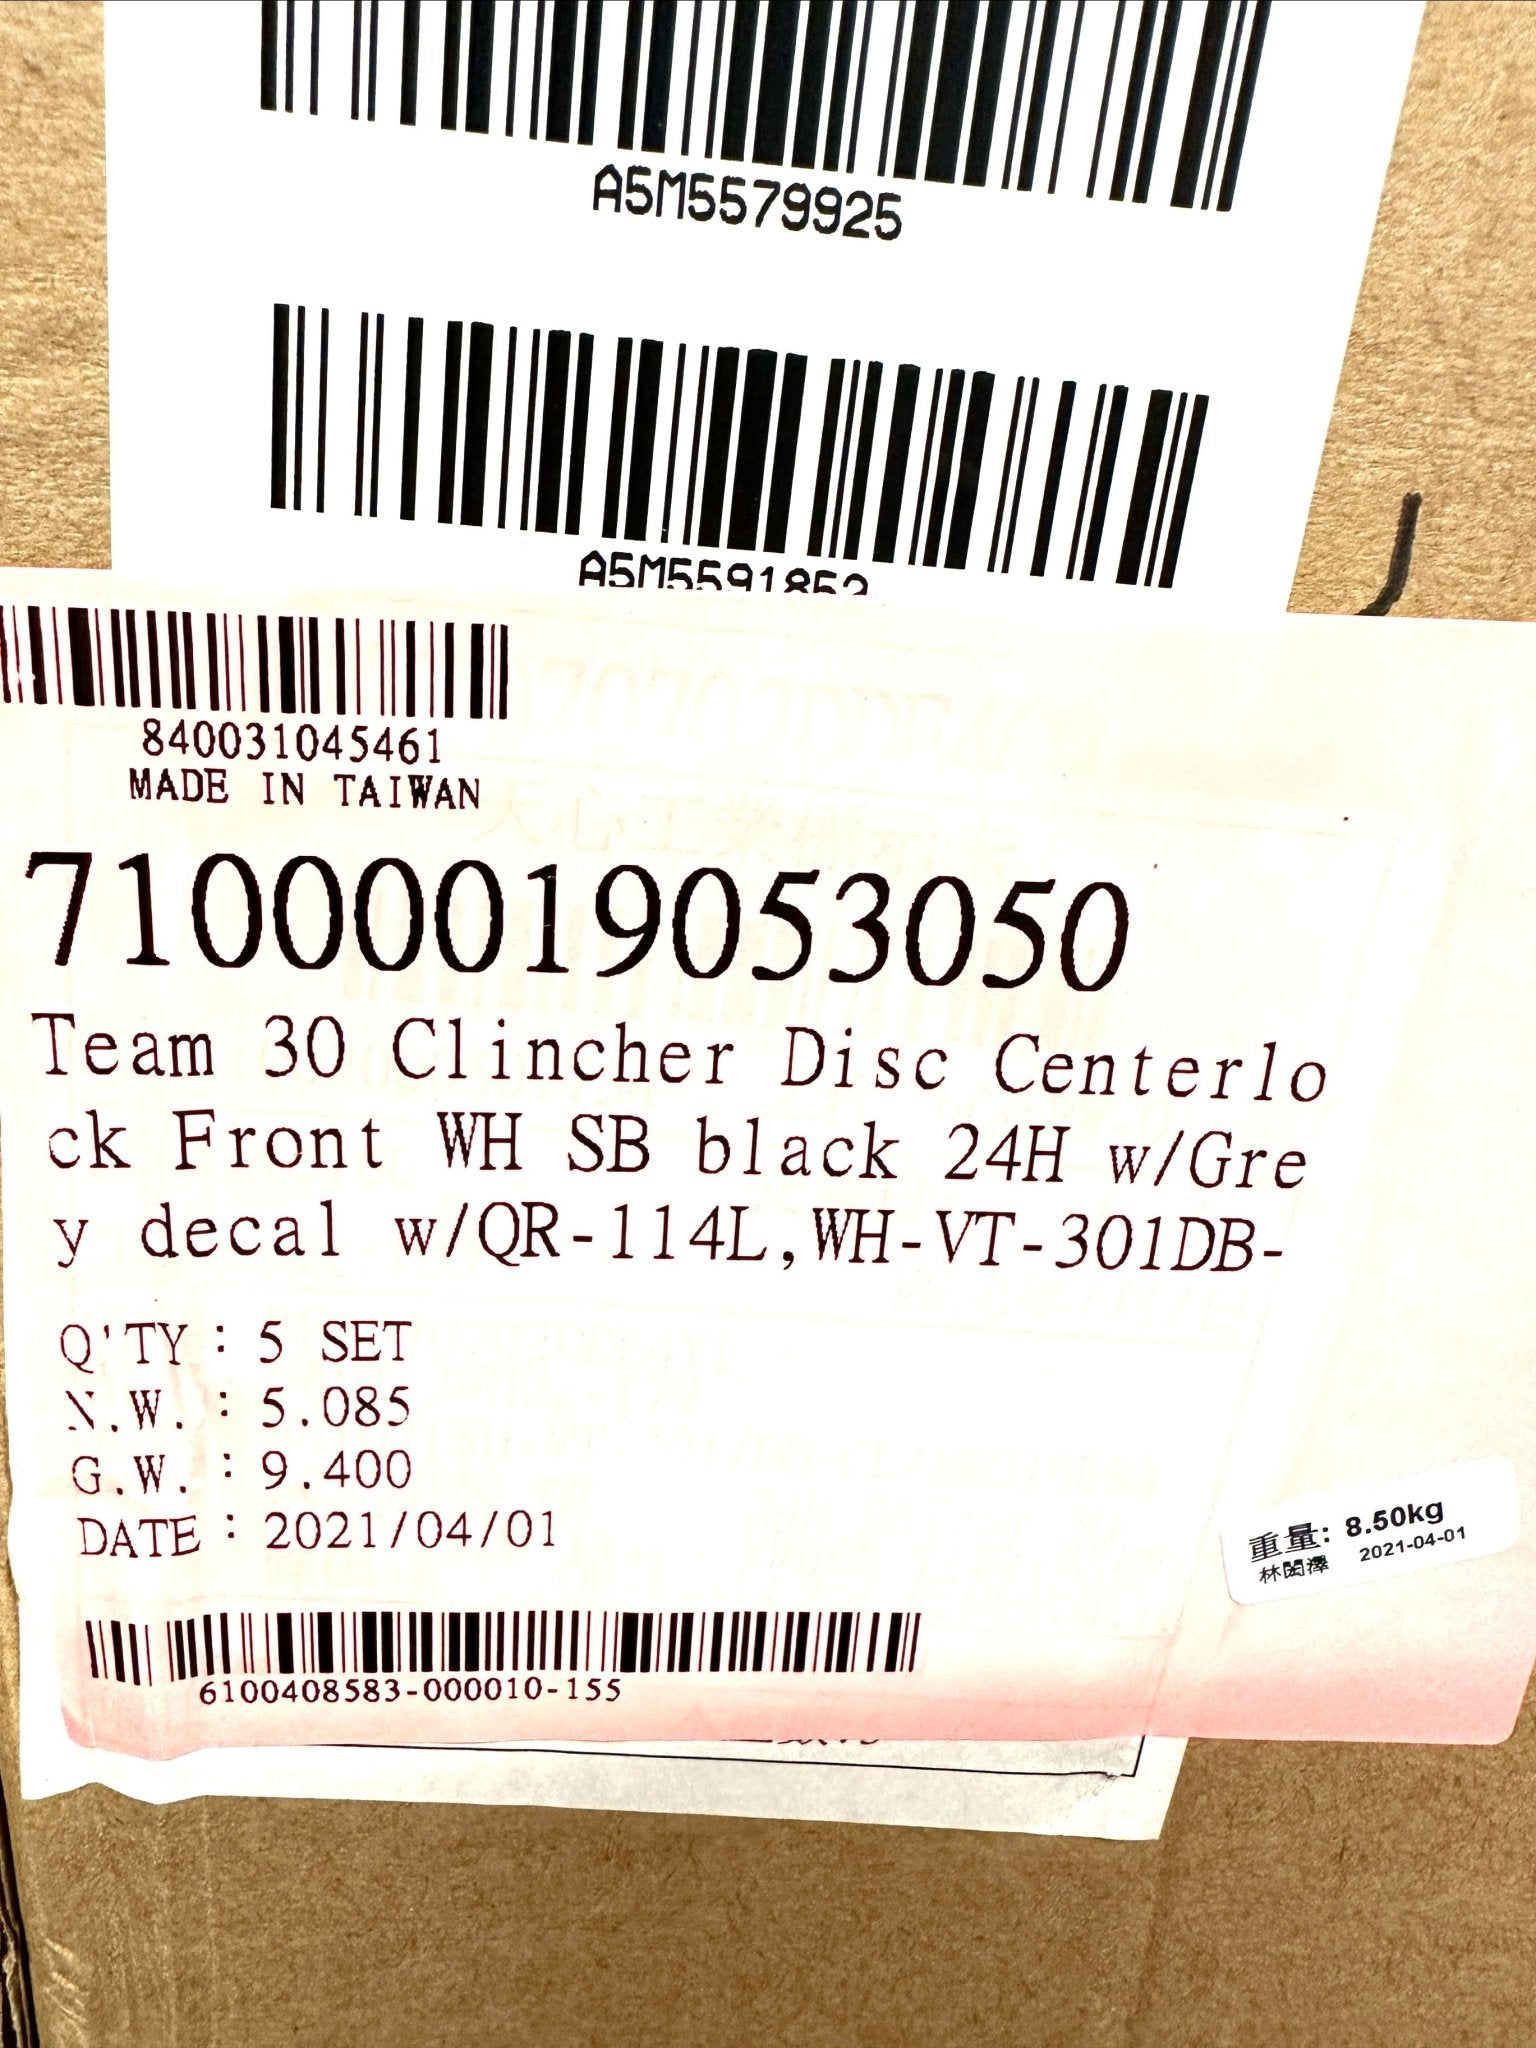 A5M5579925
A5M5591852
840031045461
MADE IN TAIWAN
71000019053050
Team 30 Clincher Disc Centerlo
ck Front WH SB black 24H w/Gre
y decal w/QR-114L,WH-VT-301DB-
Q'TY : 5 SET
N.W. : 5.085
G.W. : 9.400
DATE : 2021/04/01
重量: 8.50kg
2021-04-01
6100408583-000010-155